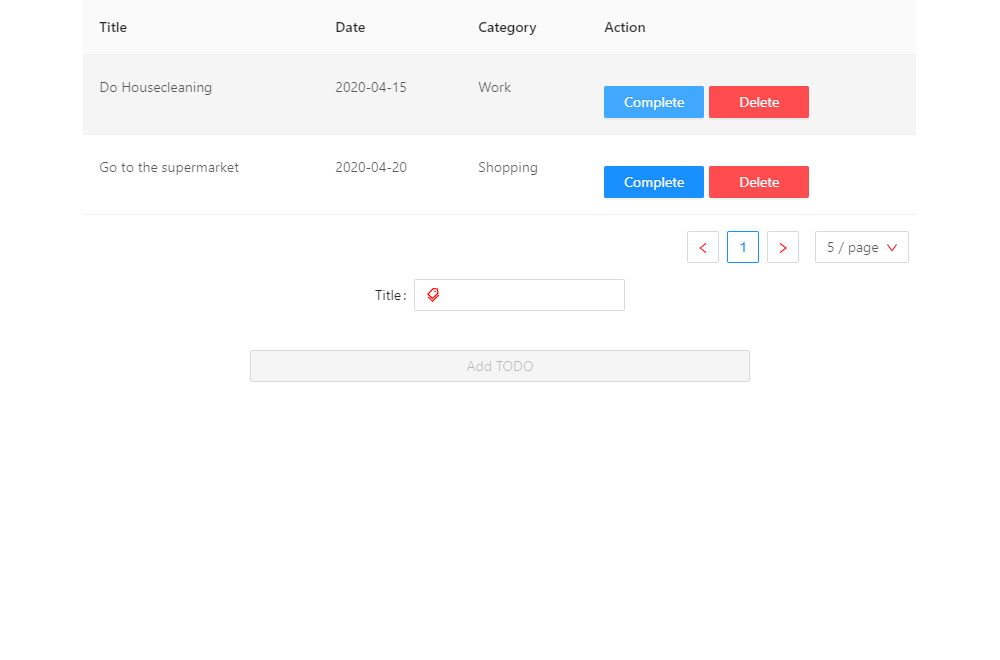 Title Date Category Action
Do Housecleaning 2020-04-15 Work Complete Delete
Go to the supermarket 2020-04-20 Shopping Complete Delete
< 1 > 5 / page
Title:
Add TODO